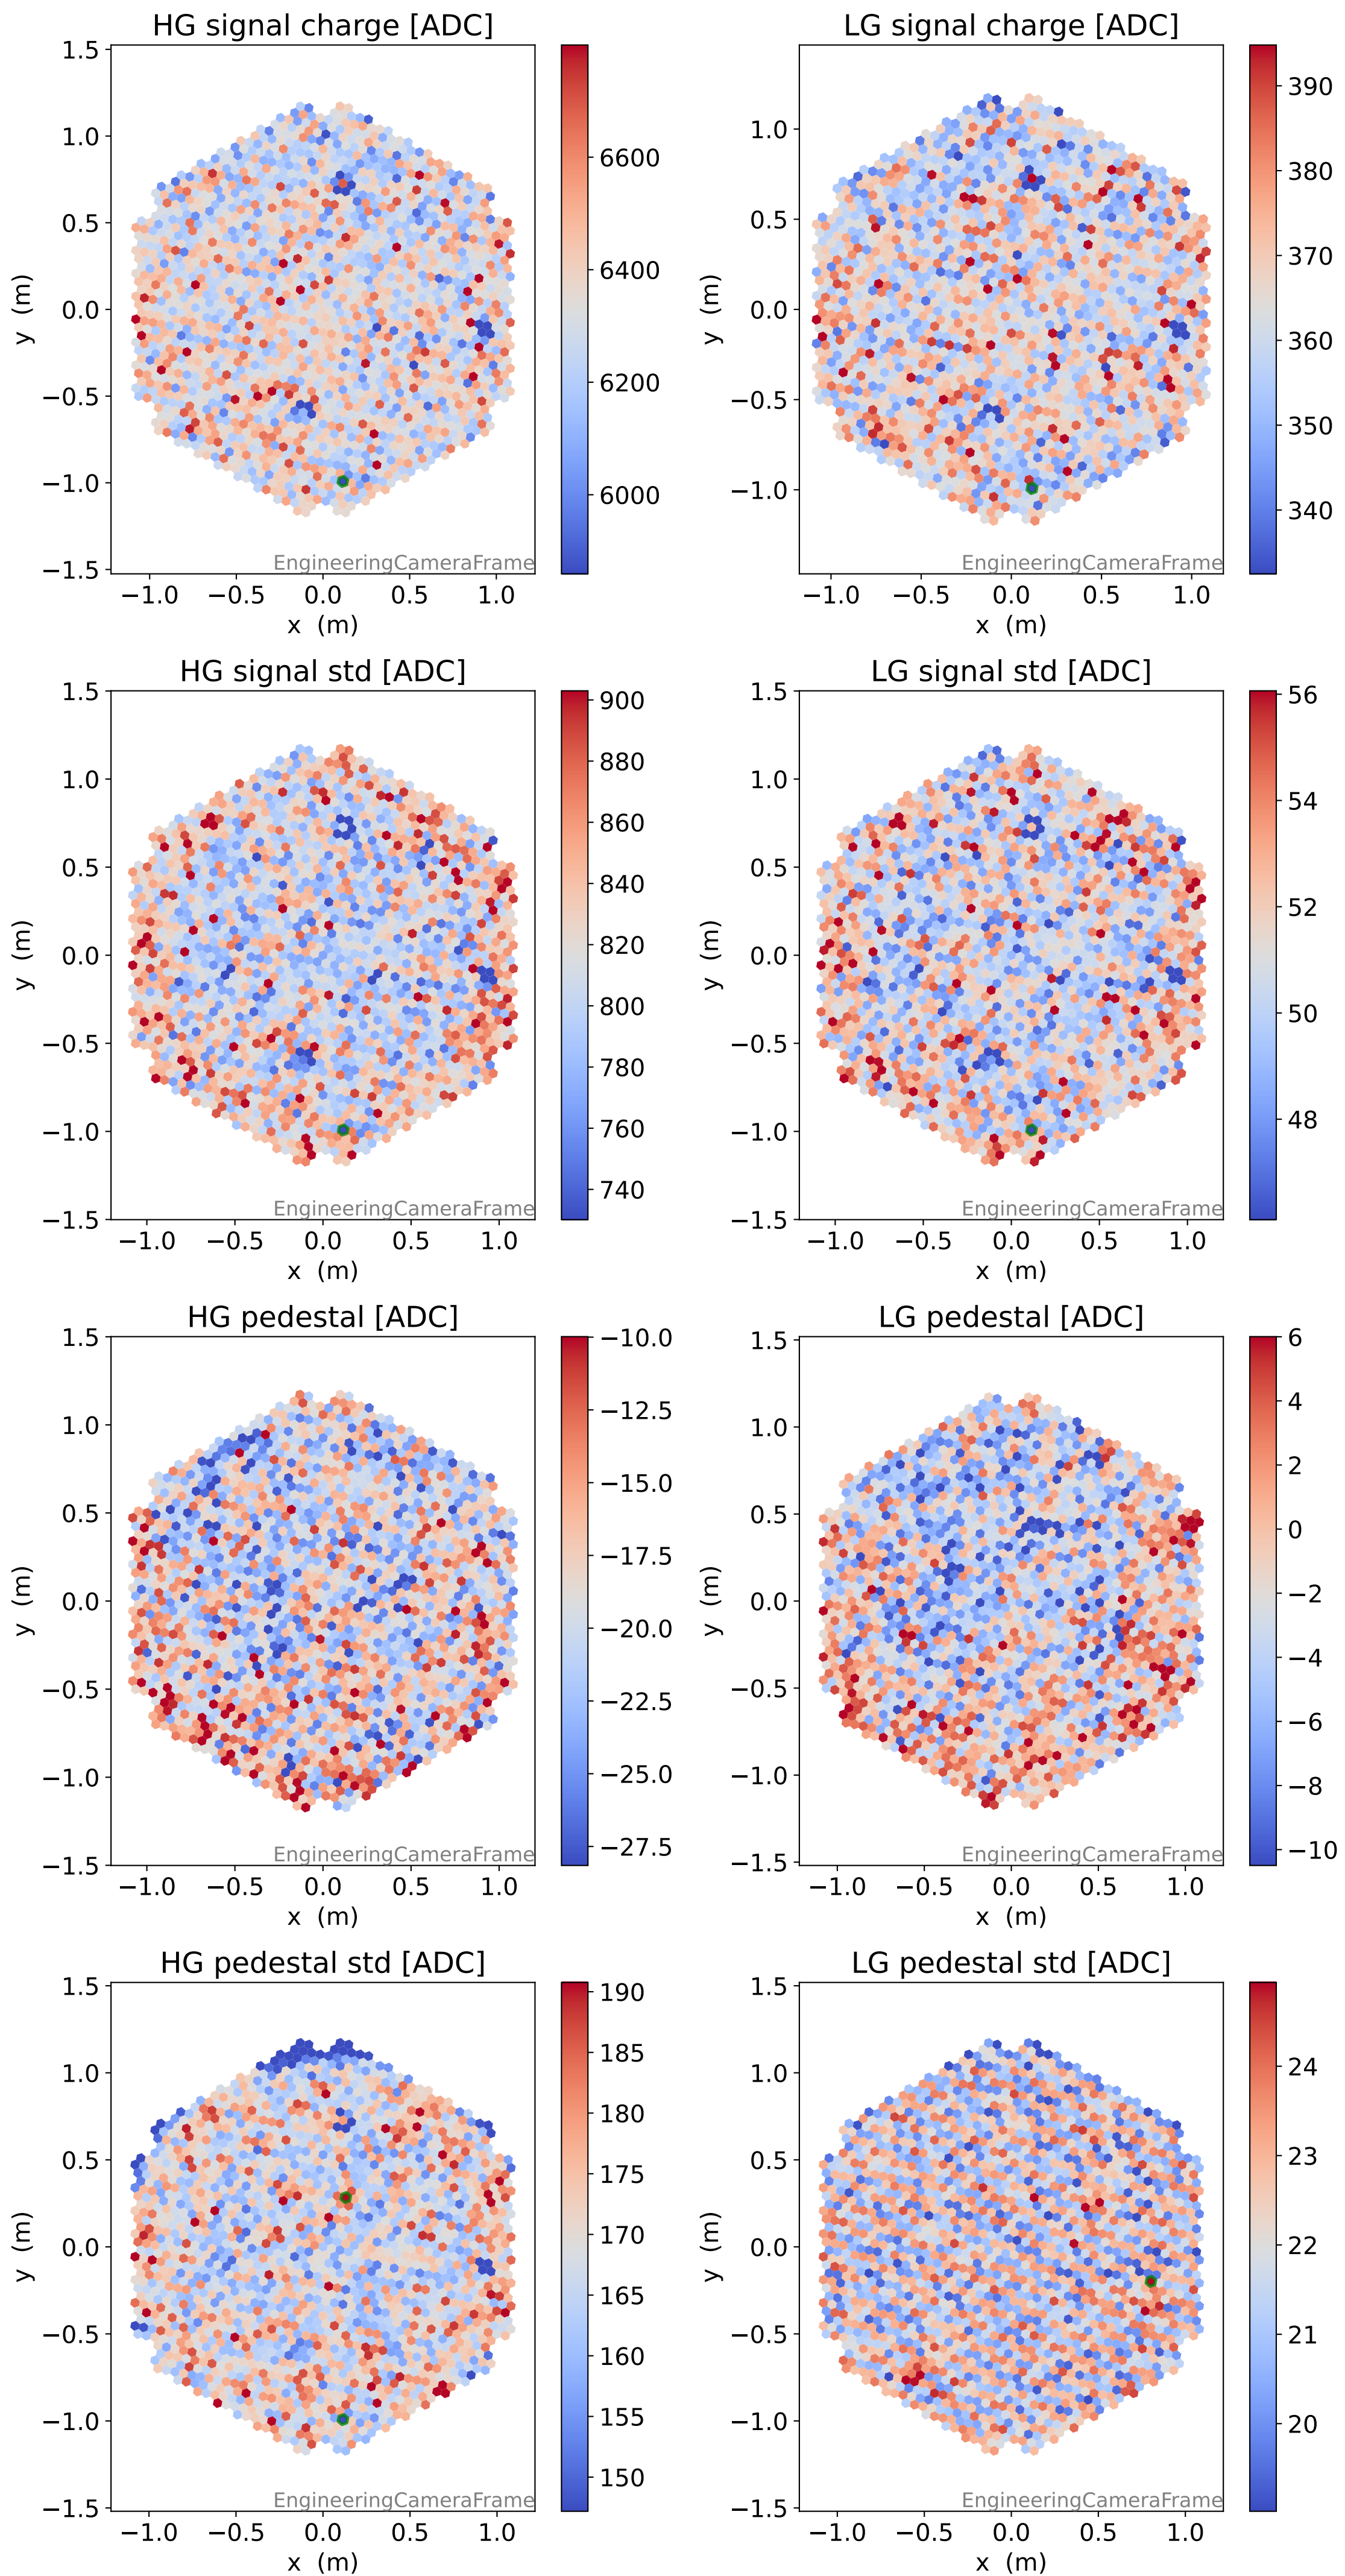 HG signal charge [ADC]
1.5
1.0
0.5
0.0
−0.5
−1.0
−1.5
y (m)
−1.0 −0.5 0.0 0.5 1.0
x (m)
EngineeringCameraFrame
6600
6400
6200
6000
LG signal charge [ADC]
1.0
0.5
0.0
−0.5
−1.0
y (m)
−1.0 −0.5 0.0 0.5 1.0
x (m)
EngineeringCameraFrame
390
380
370
360
350
340
HG signal std [ADC]
1.5
1.0
0.5
0.0
−0.5
−1.0
−1.5
y (m)
−1.0 −0.5 0.0 0.5 1.0
x (m)
EngineeringCameraFrame
900
880
860
840
820
800
780
760
740
LG signal std [ADC]
1.5
1.0
0.5
0.0
−0.5
−1.0
−1.5
y (m)
−1.0 −0.5 0.0 0.5 1.0
x (m)
EngineeringCameraFrame
56
54
52
50
48
HG pedestal [ADC]
1.5
1.0
0.5
0.0
−0.5
−1.0
−1.5
y (m)
−1.0 −0.5 0.0 0.5 1.0
x (m)
EngineeringCameraFrame
−10.0
−12.5
−15.0
−17.5
−20.0
−22.5
−25.0
−27.5
LG pedestal [ADC]
1.5
1.0
0.5
0.0
−0.5
−1.0
−1.5
y (m)
−1.0 −0.5 0.0 0.5 1.0
x (m)
EngineeringCameraFrame
6
4
2
0
−2
−4
−6
−8
−10
HG pedestal std [ADC]
1.5
1.0
0.5
0.0
−0.5
−1.0
−1.5
y (m)
−1.0 −0.5 0.0 0.5 1.0
x (m)
EngineeringCameraFrame
190
185
180
175
170
165
160
155
150
LG pedestal std [ADC]
1.5
1.0
0.5
0.0
−0.5
−1.0
−1.5
y (m)
−1.0 −0.5 0.0 0.5 1.0
x (m)
EngineeringCameraFrame
24
23
22
21
20